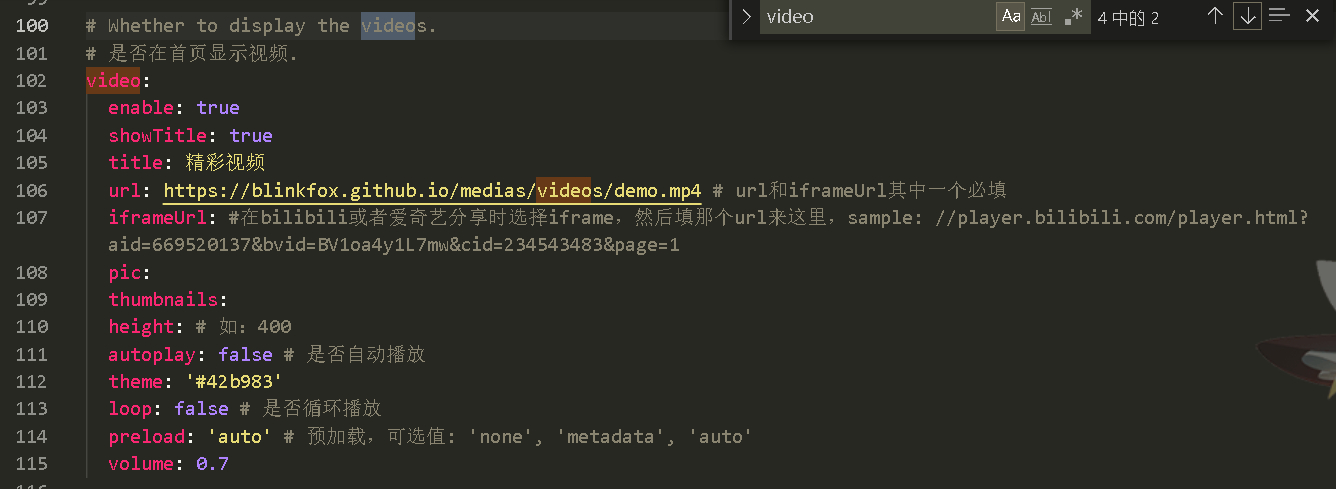 100 # Whether to display the videos.
101 # 是否在首页显示视频.
102 video:
103 enable: true
104 showTitle: true
105 title: 精彩视频
106 url: https://blinkfox.github.io/medias/videos/demo.mp4 # url和iframeUrl其中一个必填
107 iframeUrl: #在bilibili或者爱奇艺分享时选择iframe，然后填那个url来这里，sample: //player.bilibili.com/player.html?
aid=669520137&bvid=BV1oa4y1L7mw&cid=234543483&page=1
108 pic:
109 thumbnails:
110 height: # 如：400
111 autoplay: false # 是否自动播放
112 theme: '#42b983'
113 loop: false # 是否循环播放
114 preload: 'auto' # 预加载，可选值: 'none', 'metadata', 'auto'
115 volume: 0.7
video Aa Abl .* 4 中的 2